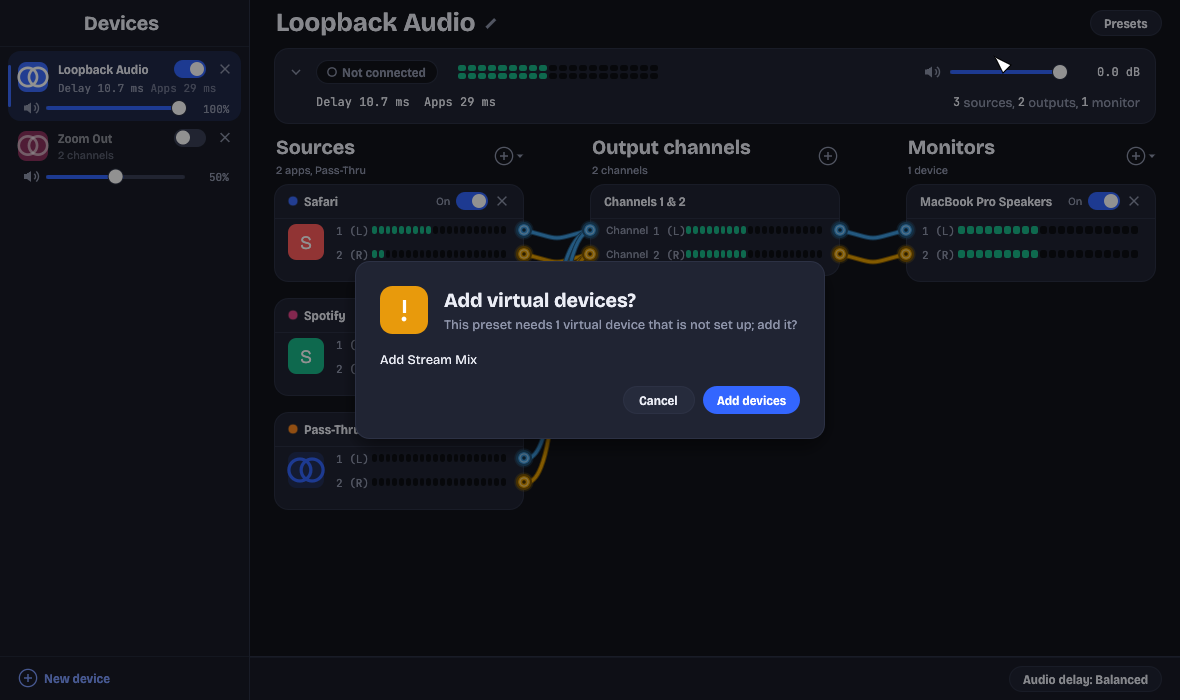 Devices
Loopback Audio
Delay 10.7 ms Apps 29 ms
100%
Zoom Out
2 channels
50%
New device
Loopback Audio
Presets
Not connected
0.0 dB
Delay 10.7 ms Apps 29 ms
3 sources, 2 outputs, 1 monitor
Sources
2 apps, Pass-Thru
Output channels
2 channels
Monitors
1 device
Safari
On
S
1 (L)
2 (R)
Channels 1 & 2
Channel 1 (L)
Channel 2 (R)
MacBook Pro Speakers
On
1 (L)
2 (R)
Spotify
S
1 (
2 (
Pass-Thru
1 (L)
2 (R)
!
Add virtual devices?
This preset needs 1 virtual device that is not set up; add it?
Add Stream Mix
Cancel
Add devices
Audio delay: Balanced